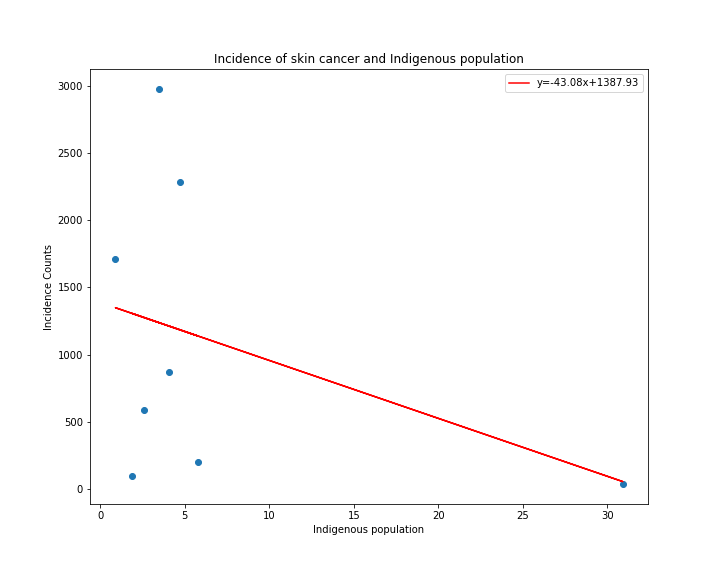 Incidence of skin cancer and Indigenous population
y=-43.08x+1387.93
3000
2500
2000
1500
1000
500
0
Incidence Counts
0 5 10 15 20 25 30
Indigenous population